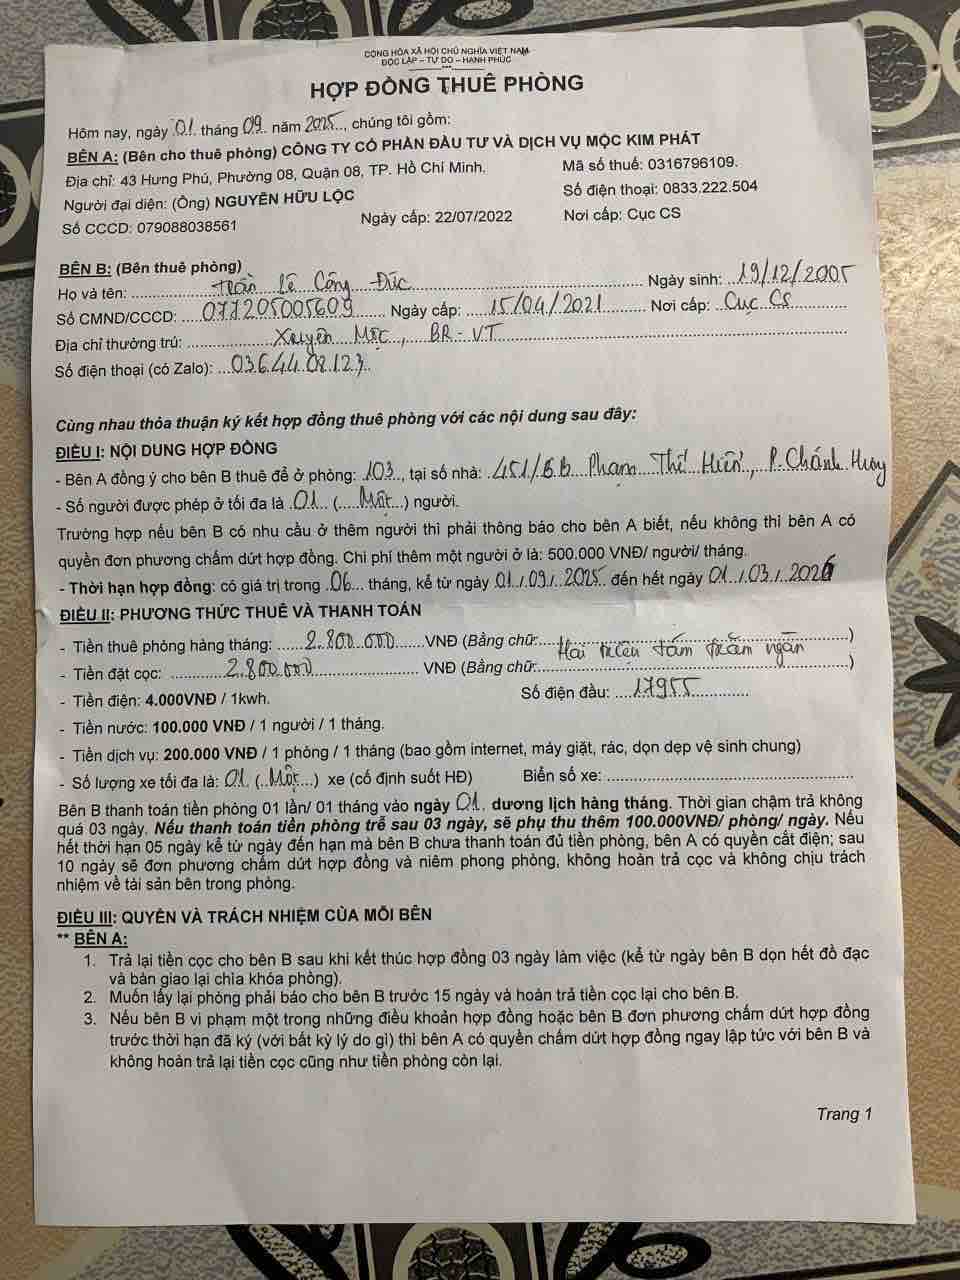 CỘNG HÒA XÃ HỘI CHỦ NGHĨA VIỆT NAM
ĐỘC LẬP – TỰ DO – HẠNH PHÚC
HỢP ĐỒNG THUÊ PHÒNG
Hôm nay, ngày 01 tháng 09 năm 2025, chúng tôi gồm:
BÊN A: (Bên cho thuê phòng) CÔNG TY CỔ PHẦN ĐẦU TƯ VÀ DỊCH VỤ MỘC KIM PHÁT
Địa chỉ: 43 Hưng Phú, Phường 08, Quận 08, TP. Hồ Chí Minh. Mã số thuế: 0316796109.
Người đại diện: (Ông) NGUYỄN HỮU LỘC Số điện thoại: 0833.222.504
Số CCCD: 079088038561 Ngày cấp: 22/07/2022 Nơi cấp: Cục CS
BÊN B: (Bên thuê phòng)
Họ và tên: Trần Lê Công Đức Ngày sinh: 19/12/2005
Số CMND/CCCD: 077205005609 Ngày cấp: 15/04/2021 Nơi cấp: Cục CS
Địa chỉ thường trú: Xuyên Mộc, BR-VT
Số điện thoại (có Zalo): 036.44.08.123
Cùng nhau thỏa thuận ký kết hợp đồng thuê phòng với các nội dung sau đây:
ĐIỀU I: NỘI DUNG HỢP ĐỒNG
- Bên A đồng ý cho bên B thuê để ở phòng: 103, tại số nhà: 451/6B Phạm Thế Hiển, P. Chánh Hưng
- Số người được phép ở tối đa là 01 (Một) người.
Trường hợp nếu bên B có nhu cầu ở thêm người thì phải thông báo cho bên A biết, nếu không thì bên A có
quyền đơn phương chấm dứt hợp đồng. Chi phí thêm một người ở là: 500.000 VNĐ/ người/ tháng.
- Thời hạn hợp đồng: có giá trị trong 06 tháng, kể từ ngày 01/09/2025 đến hết ngày 01/03/2026
ĐIỀU II: PHƯƠNG THỨC THUÊ VÀ THANH TOÁN
- Tiền thuê phòng hàng tháng: 2.800.000 VNĐ (Bằng chữ: Hai triệu tám trăm ngàn)
- Tiền đặt cọc: 2.800.000 VNĐ (Bằng chữ: )
- Tiền điện: 4.000VNĐ / 1kwh. Số điện đầu: 17955
- Tiền nước: 100.000 VNĐ / 1 người / 1 tháng.
- Tiền dịch vụ: 200.000 VNĐ / 1 phòng / 1 tháng (bao gồm internet, máy giặt, rác, dọn dẹp vệ sinh chung)
- Số lượng xe tối đa là: 01 (Một) xe (cố định suốt HĐ) Biển số xe:
Bên B thanh toán tiền phòng 01 lần/ 01 tháng vào ngày 01 dương lịch hàng tháng. Thời gian chậm trả không
quá 03 ngày. Nếu thanh toán tiền phòng trễ sau 03 ngày, sẽ phụ thu thêm 100.000VNĐ/ phòng/ ngày. Nếu
hết thời hạn 05 ngày kể từ ngày đến hạn mà bên B chưa thanh toán đủ tiền phòng, bên A có quyền cắt điện; sau
10 ngày sẽ đơn phương chấm dứt hợp đồng và niêm phong phòng, không hoàn trả cọc và không chịu trách
nhiệm về tài sản bên trong phòng.
ĐIỀU III: QUYỀN VÀ TRÁCH NHIỆM CỦA MỖI BÊN
** BÊN A:
1. Trả lại tiền cọc cho bên B sau khi kết thúc hợp đồng 03 ngày làm việc (kể từ ngày bên B dọn hết đồ đạc
và bàn giao lại chìa khóa phòng).
2. Muốn lấy lại phòng phải báo cho bên B trước 15 ngày và hoàn trả tiền cọc lại cho bên B.
3. Nếu bên B vi phạm một trong những điều khoản hợp đồng hoặc bên B đơn phương chấm dứt hợp đồng
trước thời hạn đã ký (với bất kỳ lý do gì) thì bên A có quyền chấm dứt hợp đồng ngay lập tức với bên B và
không hoàn trả lại tiền cọc cũng như tiền phòng còn lại.
Trang 1